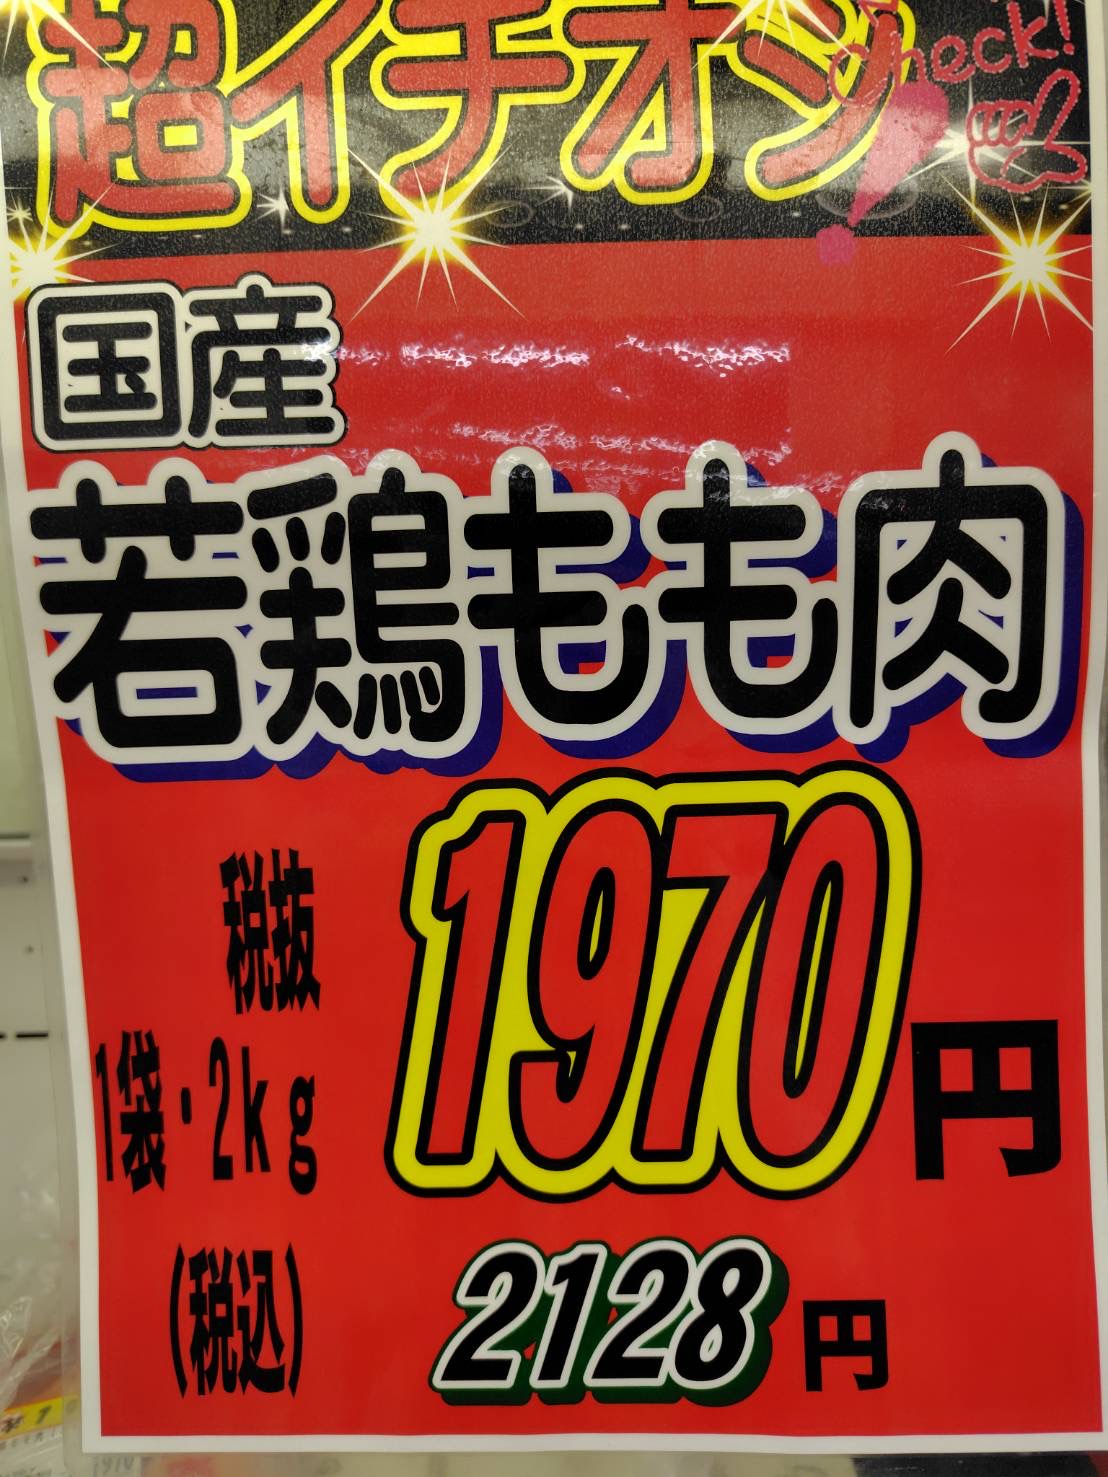 超イチオシ
check!
国産
若鶏もも肉
税抜
1袋・2kg
1970円
(税込) 2128円